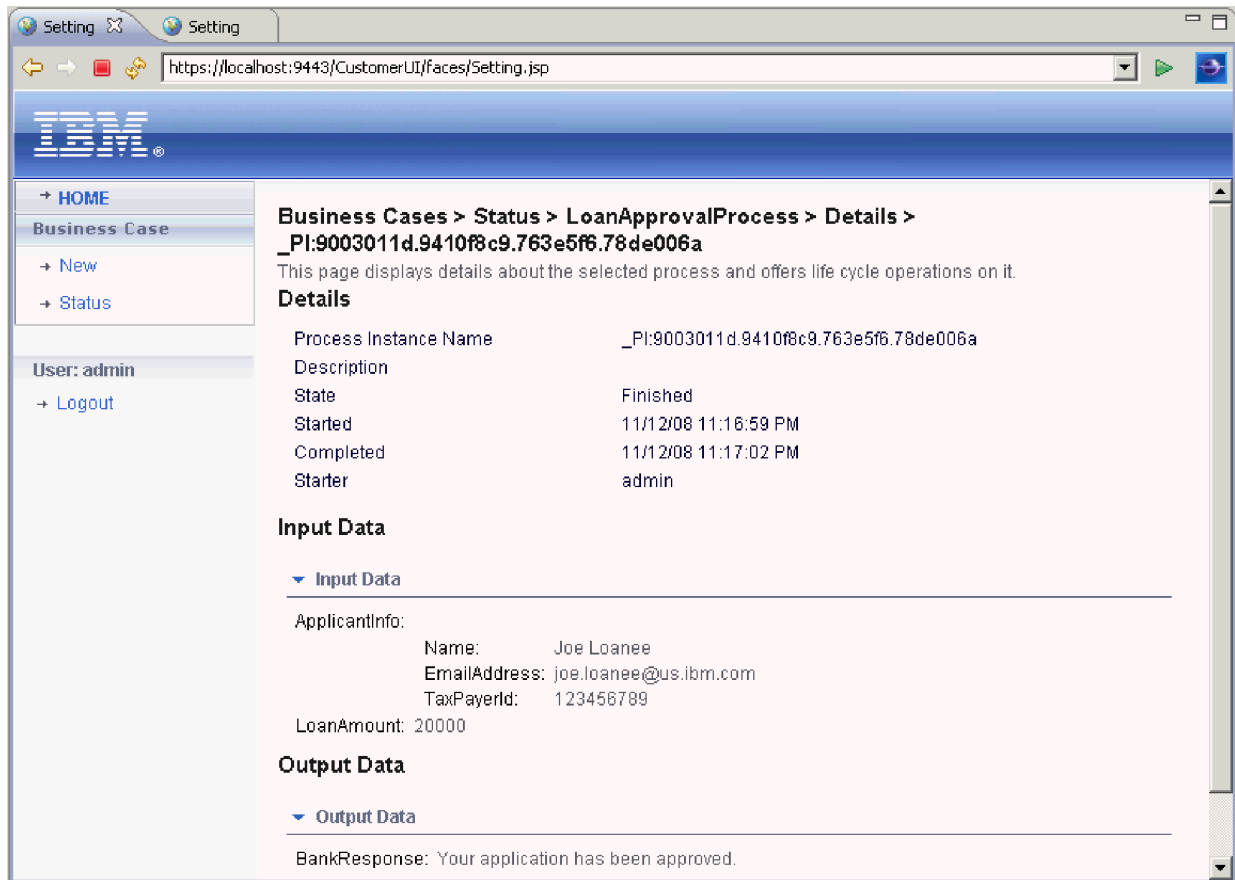 Setting
Setting
https://localhost:9443/CustomerUI/faces/Setting.jsp
IBM®
HOME
Business Case
New
Status
User: admin
Logout
Business Cases > Status > LoanApprovalProcess > Details >
_PI:9003011d.9410f8c9.763e5f6.78de006a
This page displays details about the selected process and offers life cycle operations on it.
Details
Process Instance Name _PI:9003011d.9410f8c9.763e5f6.78de006a
Description
State Finished
Started 11/12/08 11:16:59 PM
Completed 11/12/08 11:17:02 PM
Starter admin
Input Data
Input Data
ApplicantInfo:
Name: Joe Loanee
EmailAddress: joe.loanee@us.ibm.com
TaxPayerId: 123456789
LoanAmount: 20000
Output Data
Output Data
BankResponse: Your application has been approved.